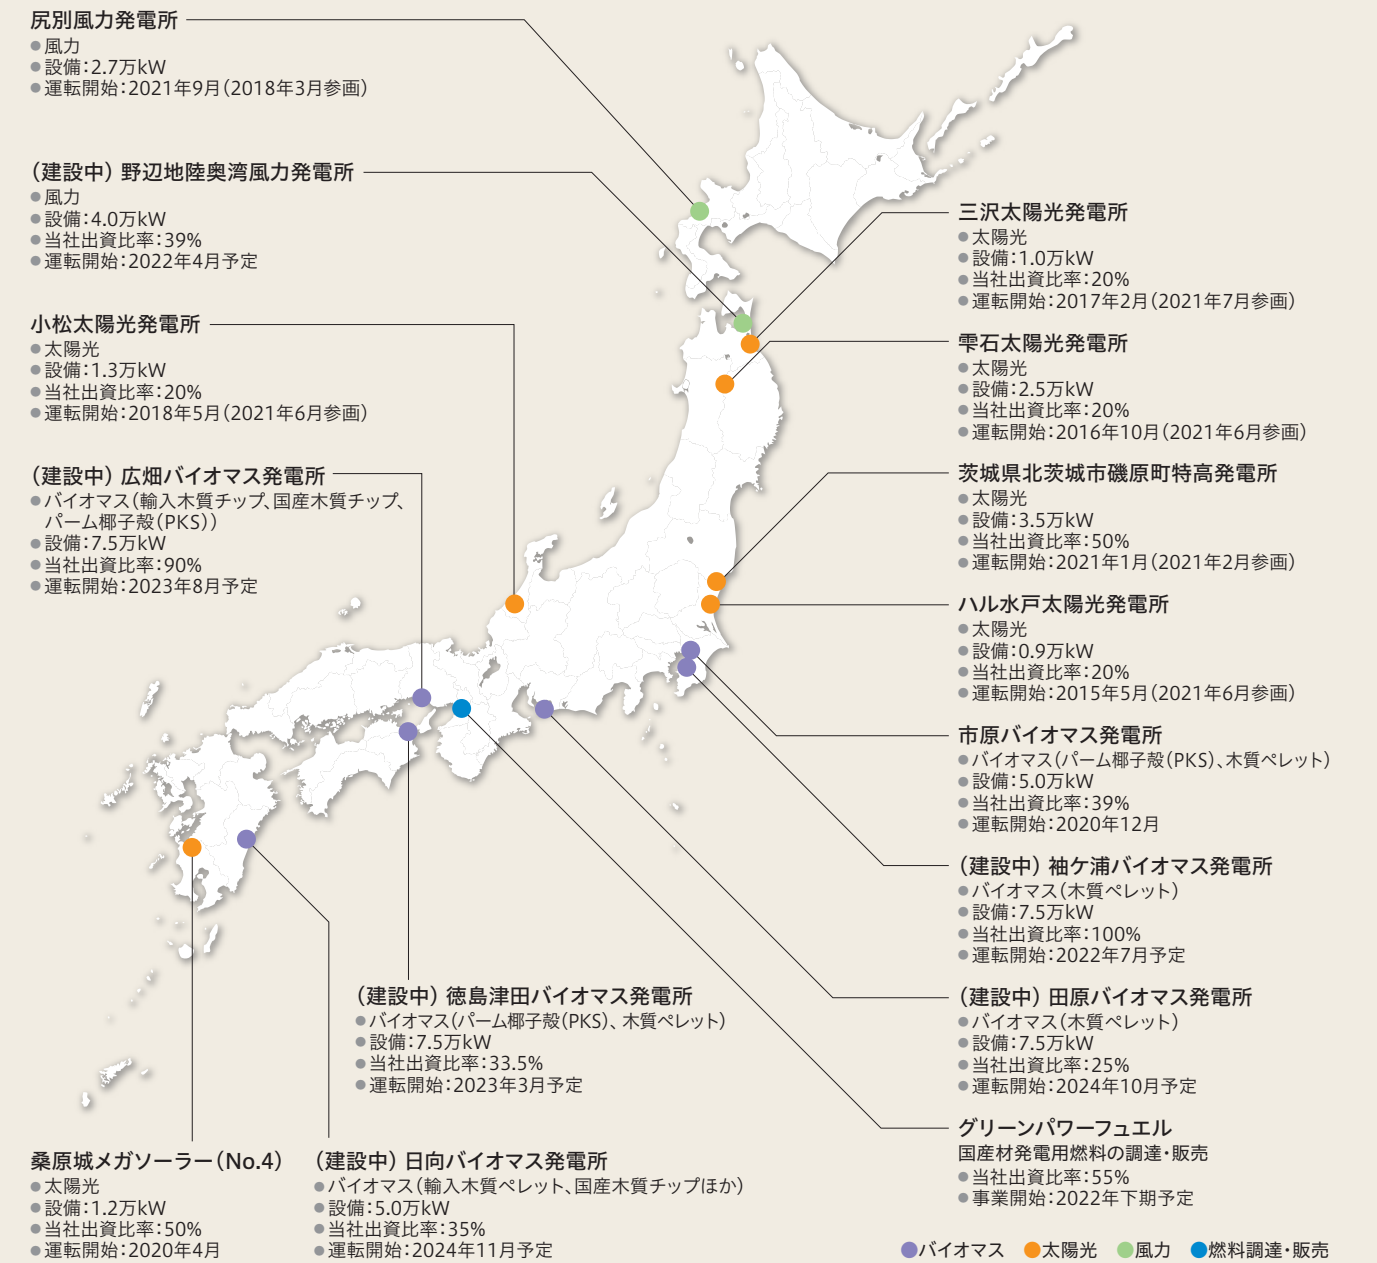 尻別風力発電所
●風力
●設備:2.7万kW
●運転開始:2021年9月(2018年3月参画)
(建設中) 野辺地陸奥湾風力発電所
●風力
●設備:4.0万kW
●当社出資比率:39%
●運転開始:2022年4月予定
小松太陽光発電所
●太陽光
●設備:1.3万kW
●当社出資比率:20%
●運転開始:2018年5月(2021年6月参画)
(建設中) 広畑バイオマス発電所
●バイオマス(輸入木質チップ、国産木質チップ、
パーム椰子殻(PKS))
●設備:7.5万kW
●当社出資比率:90%
●運転開始:2023年8月予定
三沢太陽光発電所
●太陽光
●設備:1.0万kW
●当社出資比率:20%
●運転開始:2017年2月(2021年7月参画)
雫石太陽光発電所
●太陽光
●設備:2.5万kW
●当社出資比率:20%
●運転開始:2016年10月(2021年6月参画)
茨城県北茨城市磯原町特高発電所
●太陽光
●設備:3.5万kW
●当社出資比率:50%
●運転開始:2021年1月(2021年2月参画)
ハル水戸太陽光発電所
●太陽光
●設備:0.9万kW
●当社出資比率:20%
●運転開始:2015年5月(2021年6月参画)
市原バイオマス発電所
●バイオマス(パーム椰子殻(PKS)、木質ペレット)
●設備:5.0万kW
●当社出資比率:39%
●運転開始:2020年12月
(建設中) 袖ケ浦バイオマス発電所
●バイオマス(木質ペレット)
●設備:7.5万kW
●当社出資比率:100%
●運転開始:2022年7月予定
(建設中) 田原バイオマス発電所
●バイオマス(木質ペレット)
●設備:7.5万kW
●当社出資比率:25%
●運転開始:2024年10月予定
グリーンパワーフュエル
国産材発電用燃料の調達・販売
●当社出資比率:55%
●事業開始:2022年下期予定
(建設中) 徳島津田バイオマス発電所
●バイオマス(パーム椰子殻(PKS)、木質ペレット)
●設備:7.5万kW
●当社出資比率:33.5%
●運転開始:2023年3月予定
桑原城メガソーラー(No.4)
●太陽光
●設備:1.2万kW
●当社出資比率:50%
●運転開始:2020年4月
(建設中) 日向バイオマス発電所
●バイオマス(輸入木質ペレット、国産木質チップほか)
●設備:5.0万kW
●当社出資比率:35%
●運転開始:2024年11月予定
●バイオマス ●太陽光 ●風力 ●燃料調達・販売